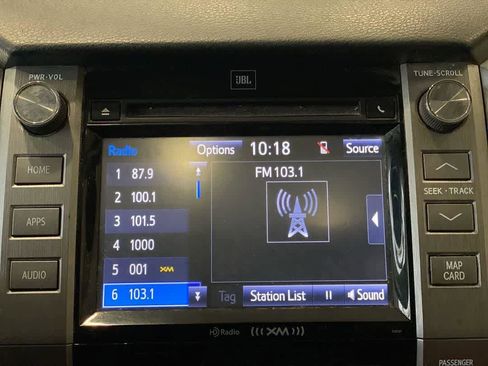 PWR·VOL
JBL
TUNE·SCROLL
Radio Options 10:18 Source
1 87.9
FM 103.1
2 100.1
3 101.5
4 1000
5 001 XM
6 103.1
Tag Station List Sound
HOME
APPS
AUDIO
SEEK · TRACK
MAP
CARD
HD Radio (((XM)))
PASSENGER